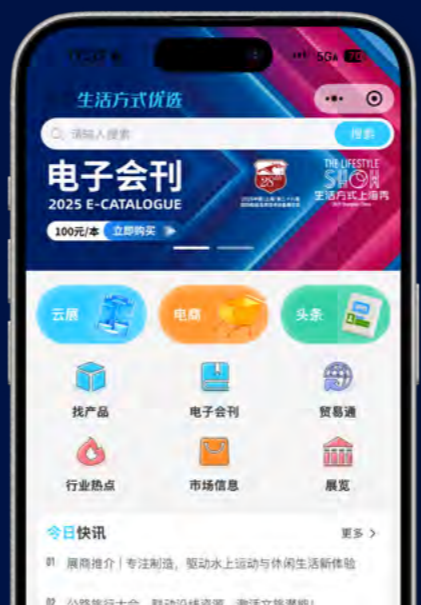 5G 70
生活方式优选
请输入搜索
搜索
电子会刊
2025 E-CATALOGUE
100元/本 立即购买
28
THE LIFESTYLE
SHOW
生活方式上海秀
云展
电商
头条
找产品
电子会刊
贸易通
行业热点
市场信息
展览
今日快讯
更多 >
01 展商推介 | 专注制造，驱动水上运动与休闲生活新体验